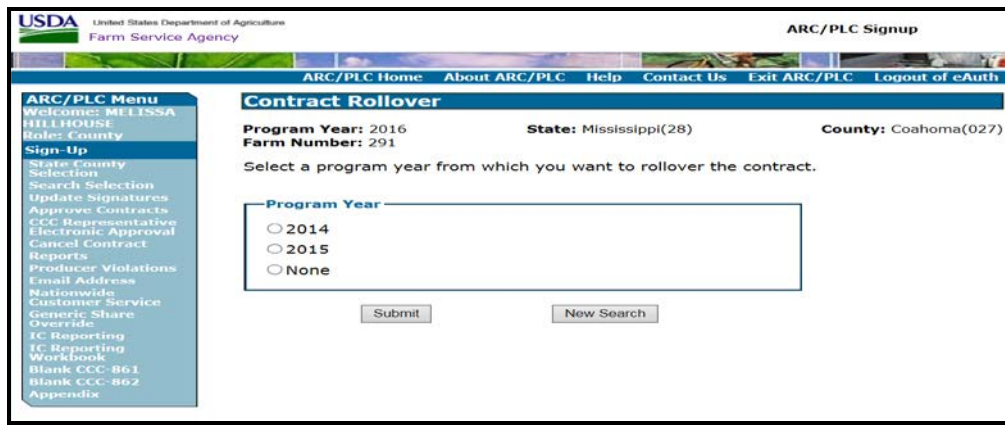 USDA
United States Department of Agriculture
Farm Service Agency
ARC/PLC Signup
ARC/PLC Home About ARC/PLC Help Contact Us Exit ARC/PLC Logout of eAuth
ARC/PLC Menu
Welcome: MELISSA
HILLHOUSE
Role: County
Sign-Up
State County
Selection
Search Selection
Update Signatures
Approve Contracts
CCC Representative
Electronic Approval
Cancel Contract
Reports
Producer Violations
Email Address
Nationwide
Customer Service
Generic Share
Override
IC Reporting
IC Reporting
Workbook
Blank CCC-861
Blank CCC-862
Appendix
Contract Rollover
Program Year: 2016 State: Mississippi(28) County: Coahoma(027)
Farm Number: 291
Select a program year from which you want to rollover the contract.
Program Year
2014
2015
None
Submit New Search